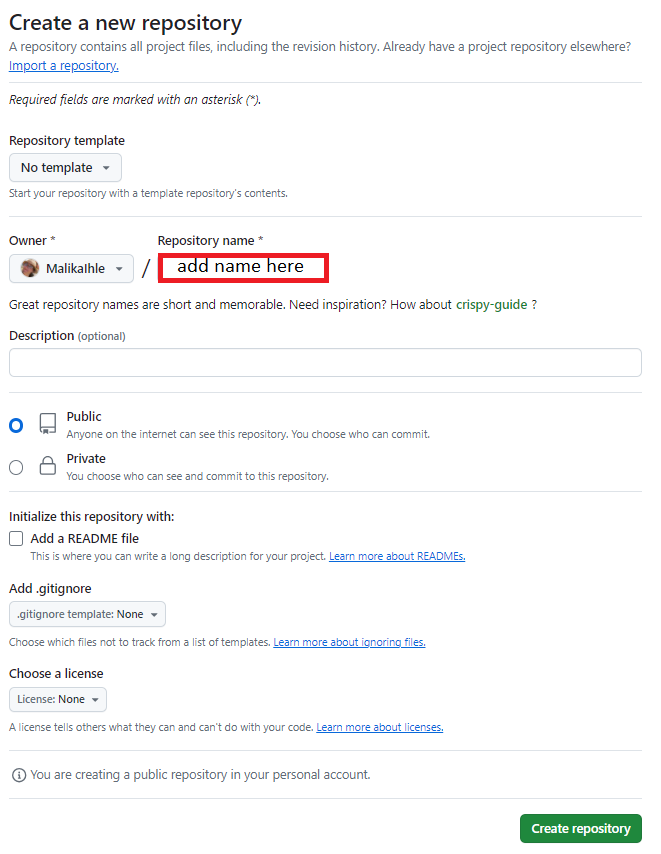 Create a new repository
A repository contains all project files, including the revision history. Already have a project repository elsewhere?
Import a repository.
Required fields are marked with an asterisk (*).
Repository template
No template
Start your repository with a template repository's contents.
Owner * Repository name *
MalikaIhle / add name here
Great repository names are short and memorable. Need inspiration? How about crispy-guide ?
Description (optional)
Public
Anyone on the internet can see this repository. You choose who can commit.
Private
You choose who can see and commit to this repository.
Initialize this repository with:
Add a README file
This is where you can write a long description for your project. Learn more about READMEs.
Add .gitignore
.gitignore template: None
Choose which files not to track from a list of templates. Learn more about ignoring files.
Choose a license
License: None
A license tells others what they can and can't do with your code. Learn more about licenses.
You are creating a public repository in your personal account.
Create repository